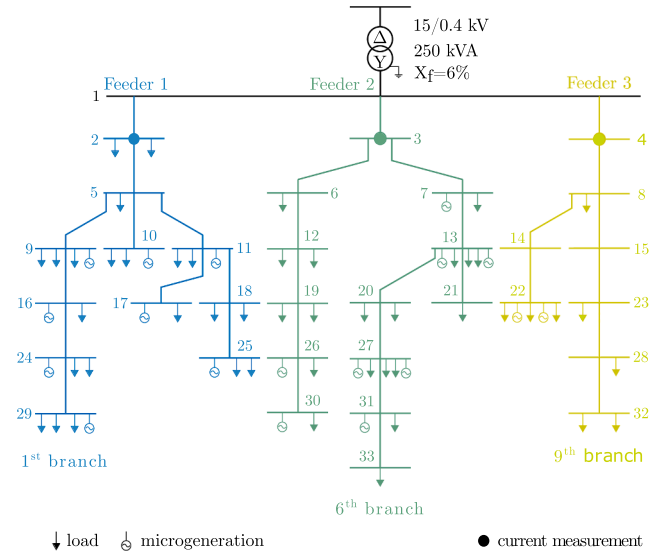 15/0.4 kV
Δ
250 kVA
Y
X_f=6%
Feeder 1 Feeder 2 Feeder 3
1
2 3 4
5 6 7 8
9 10 11 12 13 14 15
16 17 18 19 20 21 22 23
24 25 26 27 28
29 30 31 32
33
1st branch
6th branch
9th branch
load
microgeneration
current measurement